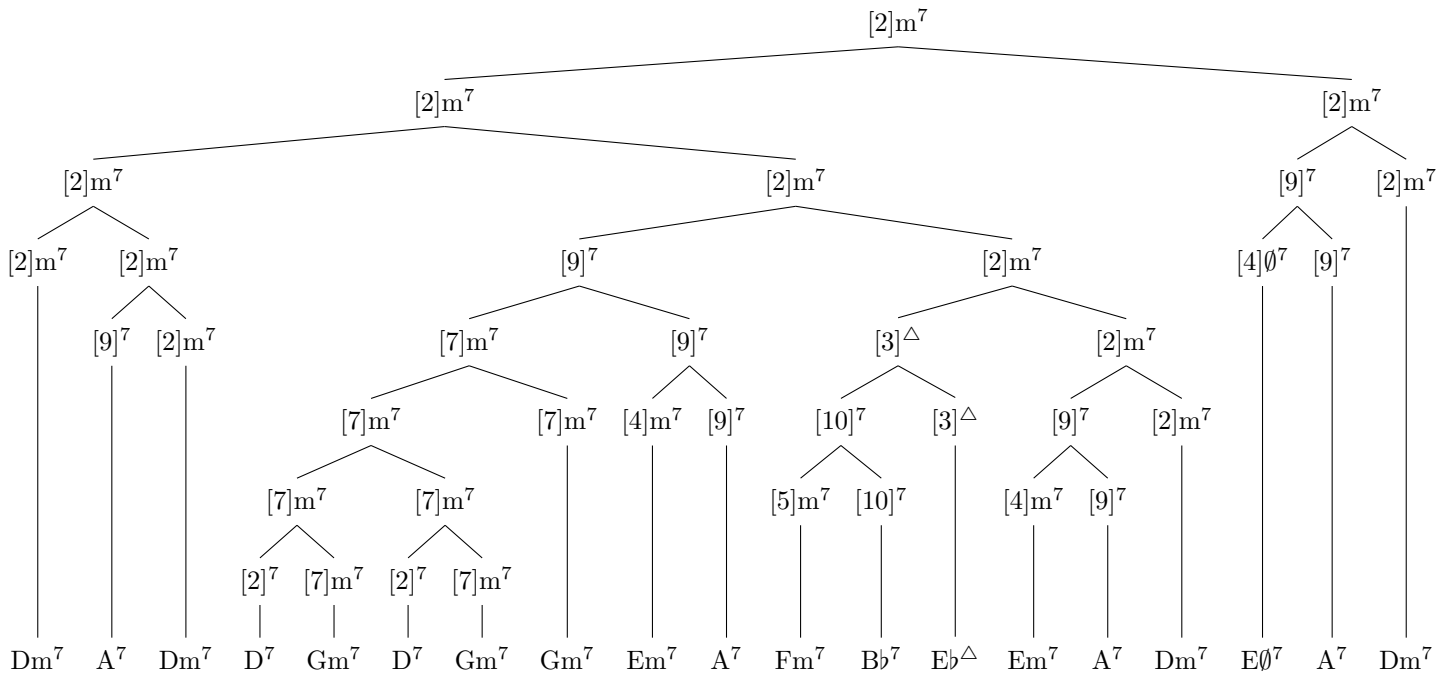 [2]m⁷
[2]m⁷ [2]m⁷
[2]m⁷ [2]m⁷ [9]⁷ [2]m⁷
[2]m⁷ [2]m⁷ [9]⁷ [2]m⁷ [4]∅⁷ [9]⁷
[9]⁷ [2]m⁷ [7]m⁷ [9]⁷ [3]△ [2]m⁷
[7]m⁷ [7]m⁷ [4]m⁷ [9]⁷ [10]⁷ [3]△ [9]⁷ [2]m⁷
[7]m⁷ [7]m⁷ [5]m⁷ [10]⁷ [4]m⁷ [9]⁷
[2]⁷ [7]m⁷ [2]⁷ [7]m⁷
Dm⁷ A⁷ Dm⁷ D⁷ Gm⁷ D⁷ Gm⁷ Gm⁷ Em⁷ A⁷ Fm⁷ B♭⁷ E♭△ Em⁷ A⁷ Dm⁷ E∅⁷ A⁷ Dm⁷